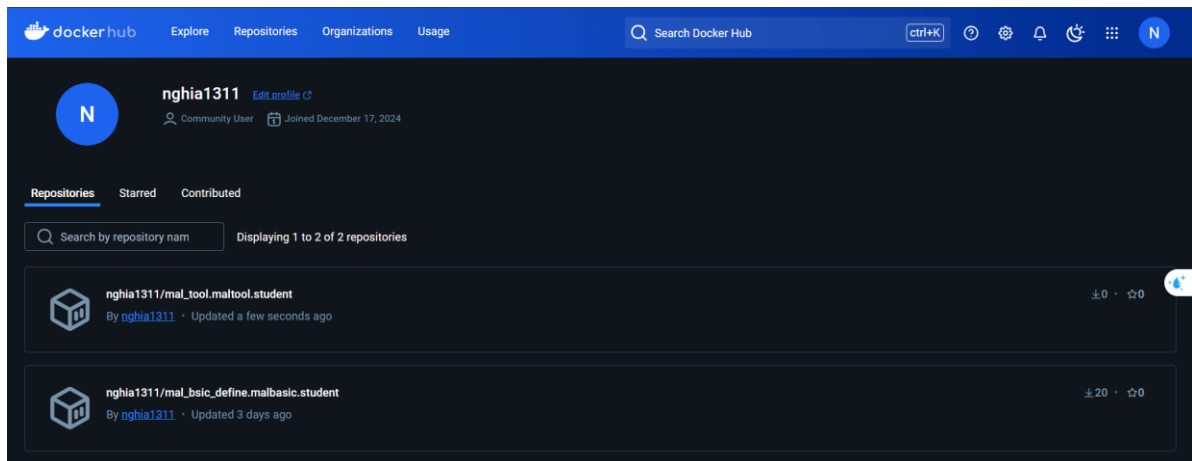 dockerhub Explore Repositories Organizations Usage Search Docker Hub ctrl+K N
N
nghia1311 Edit profile
Community User Joined December 17, 2024
Repositories Starred Contributed
Search by repository nam Displaying 1 to 2 of 2 repositories
nghia1311/mal_tool.maltool.student 0 · 0
By nghia1311 · Updated a few seconds ago
nghia1311/mal_bsic_define.malbasic.student 20 · 0
By nghia1311 · Updated 3 days ago